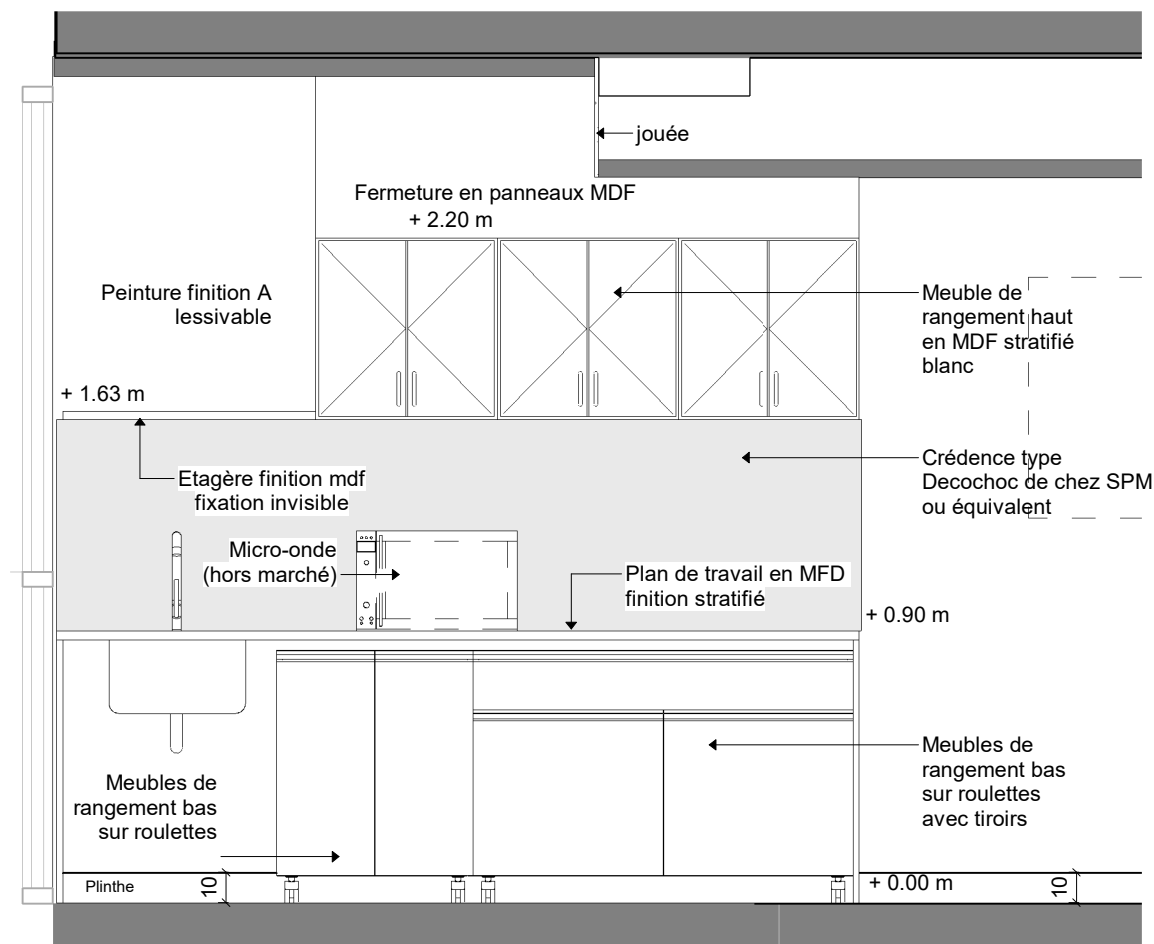 jouée
Fermeture en panneaux MDF
+ 2.20 m
Peinture finition A
lessivable
Meuble de
rangement haut
en MDF stratifié
blanc
+ 1.63 m
Etagère finition mdf
fixation invisible
Crédence type
Decochoc de chez SPM
ou équivalent
Micro-onde
(hors marché)
Plan de travail en MFD
finition stratifié
+ 0.90 m
Meubles de
rangement bas
sur roulettes
Meubles de
rangement bas
sur roulettes
avec tiroirs
Plinthe
10
+ 0.00 m
10